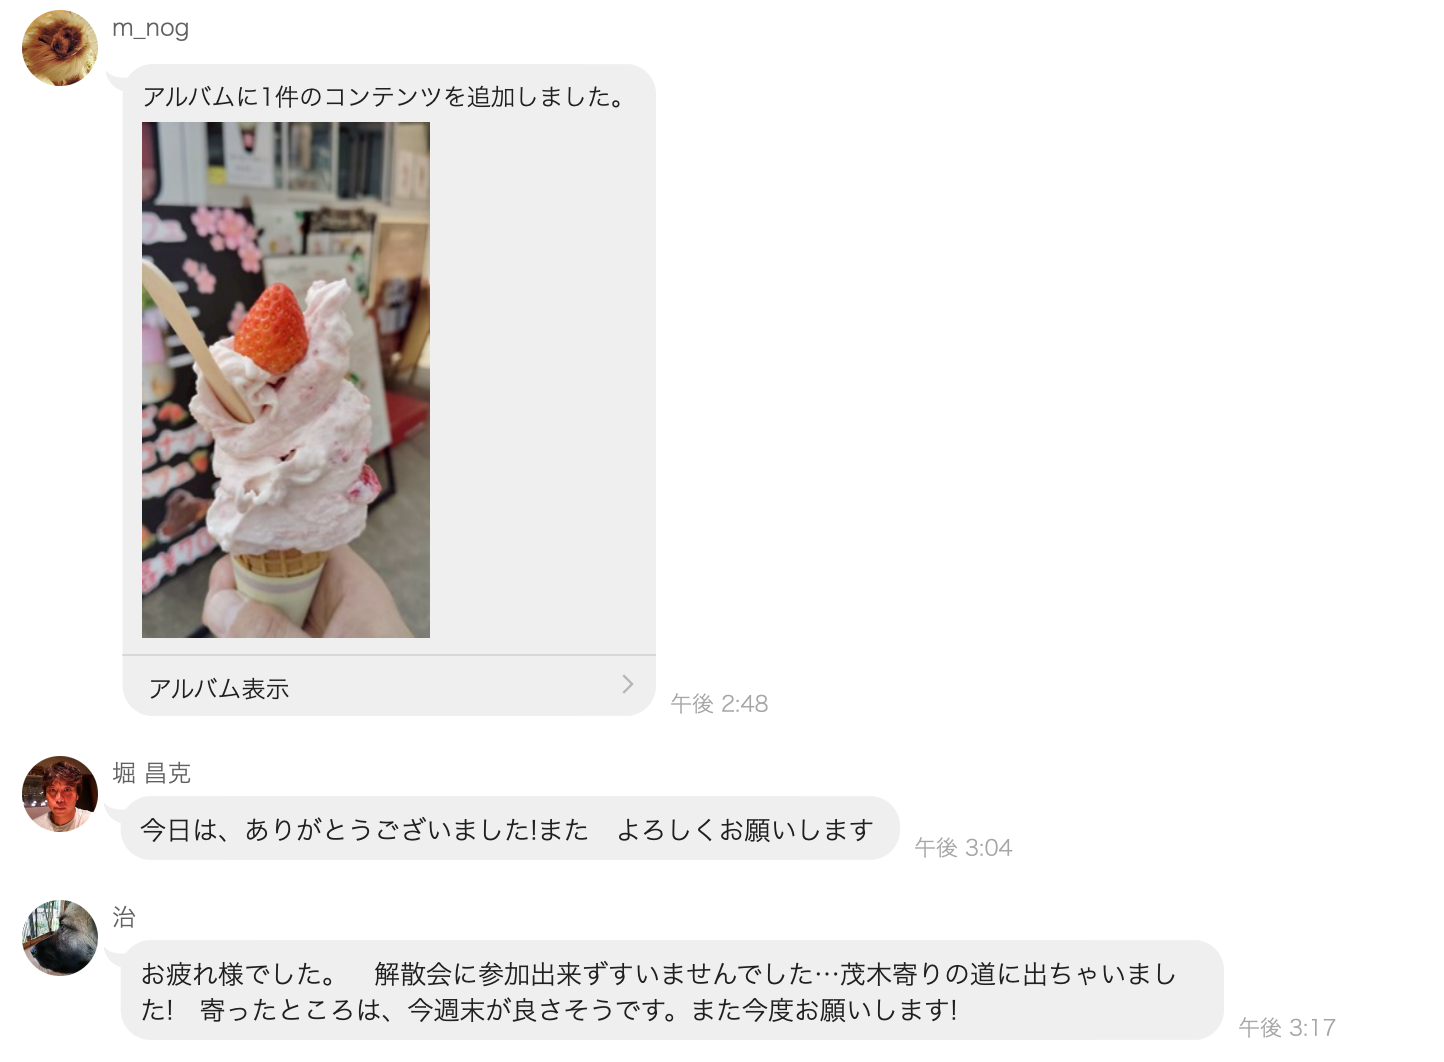 m_nog
アルバムに1件のコンテンツを追加しました。
アルバム表示
午後 2:48
堀 昌克
今日は、ありがとうございました!また　よろしくお願いします
午後 3:04
治
お疲れ様でした。　解散会に参加出来ずすいませんでした…茂木寄りの道に出ちゃいまし
た!　寄ったところは、今週末が良さそうです。また今度お願いします!
午後 3:17